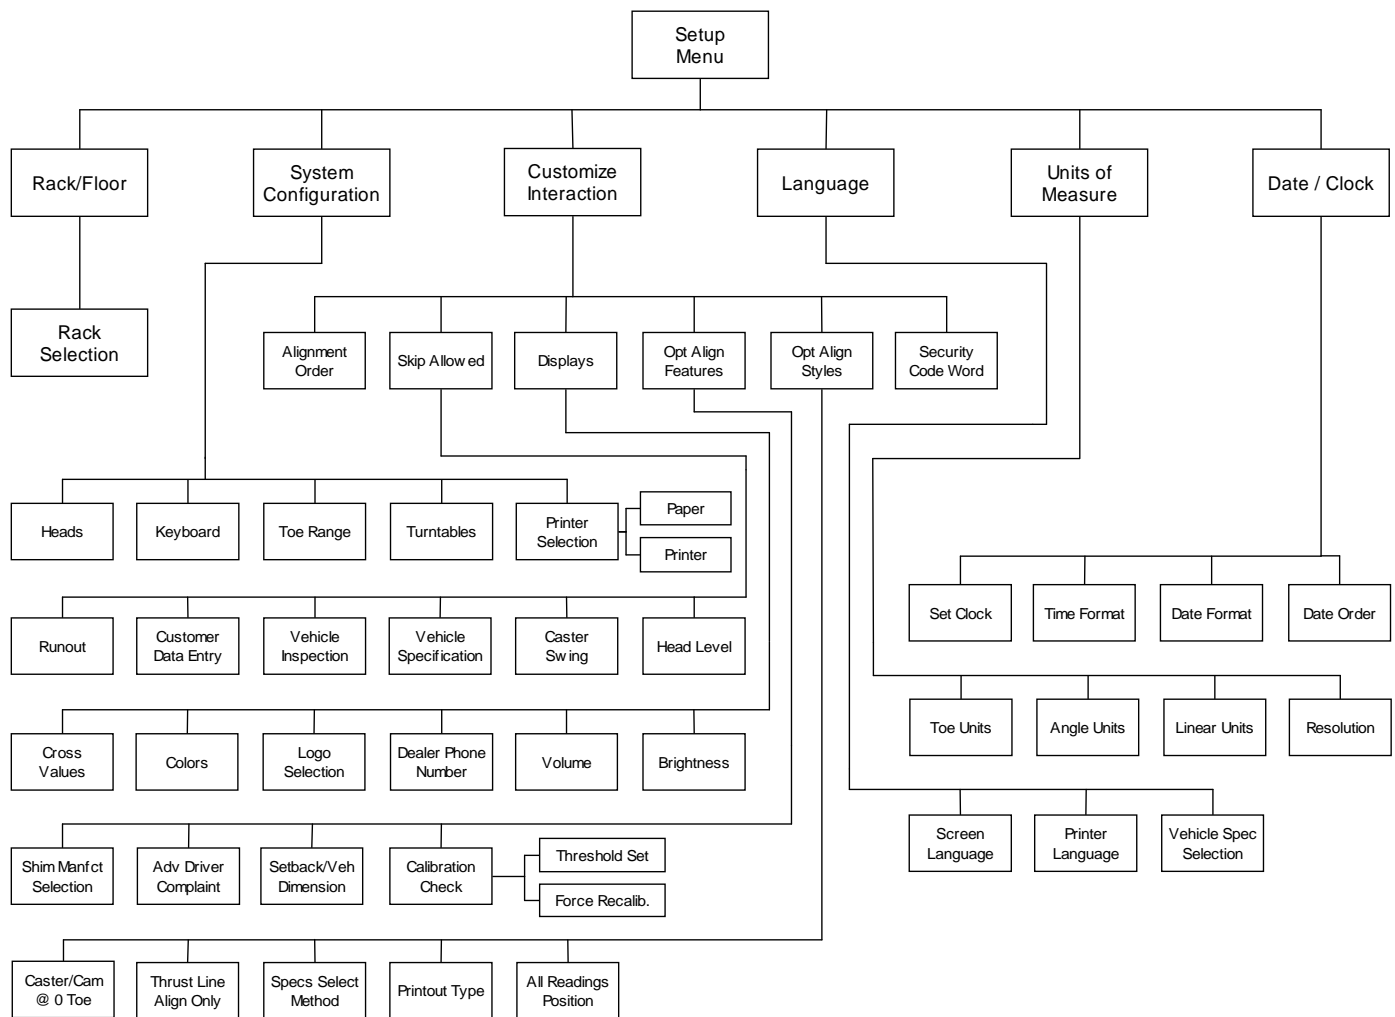 Setup
Menu
Rack/Floor
System
Configuration
Customize
Interaction
Language
Units of
Measure
Date / Clock
Rack
Selection
Alignment
Order
Skip Allowed
Displays
Opt Align
Features
Opt Align
Styles
Security
Code Word
Heads
Keyboard
Toe Range
Turntables
Printer
Selection
Paper
Printer
Set Clock
Time Format
Date Format
Date Order
Runout
Customer
Data Entry
Vehicle
Inspection
Vehicle
Specification
Caster
Swing
Head Level
Toe Units
Angle Units
Linear Units
Resolution
Cross
Values
Colors
Logo
Selection
Dealer Phone
Number
Volume
Brightness
Screen
Language
Printer
Language
Vehicle Spec
Selection
Shim Manfct
Selection
Adv Driver
Complaint
Setback/Veh
Dimension
Calibration
Check
Threshold Set
Force Recalib.
Caster/Cam
@ 0 Toe
Thrust Line
Align Only
Specs Select
Method
Printout Type
All Readings
Position